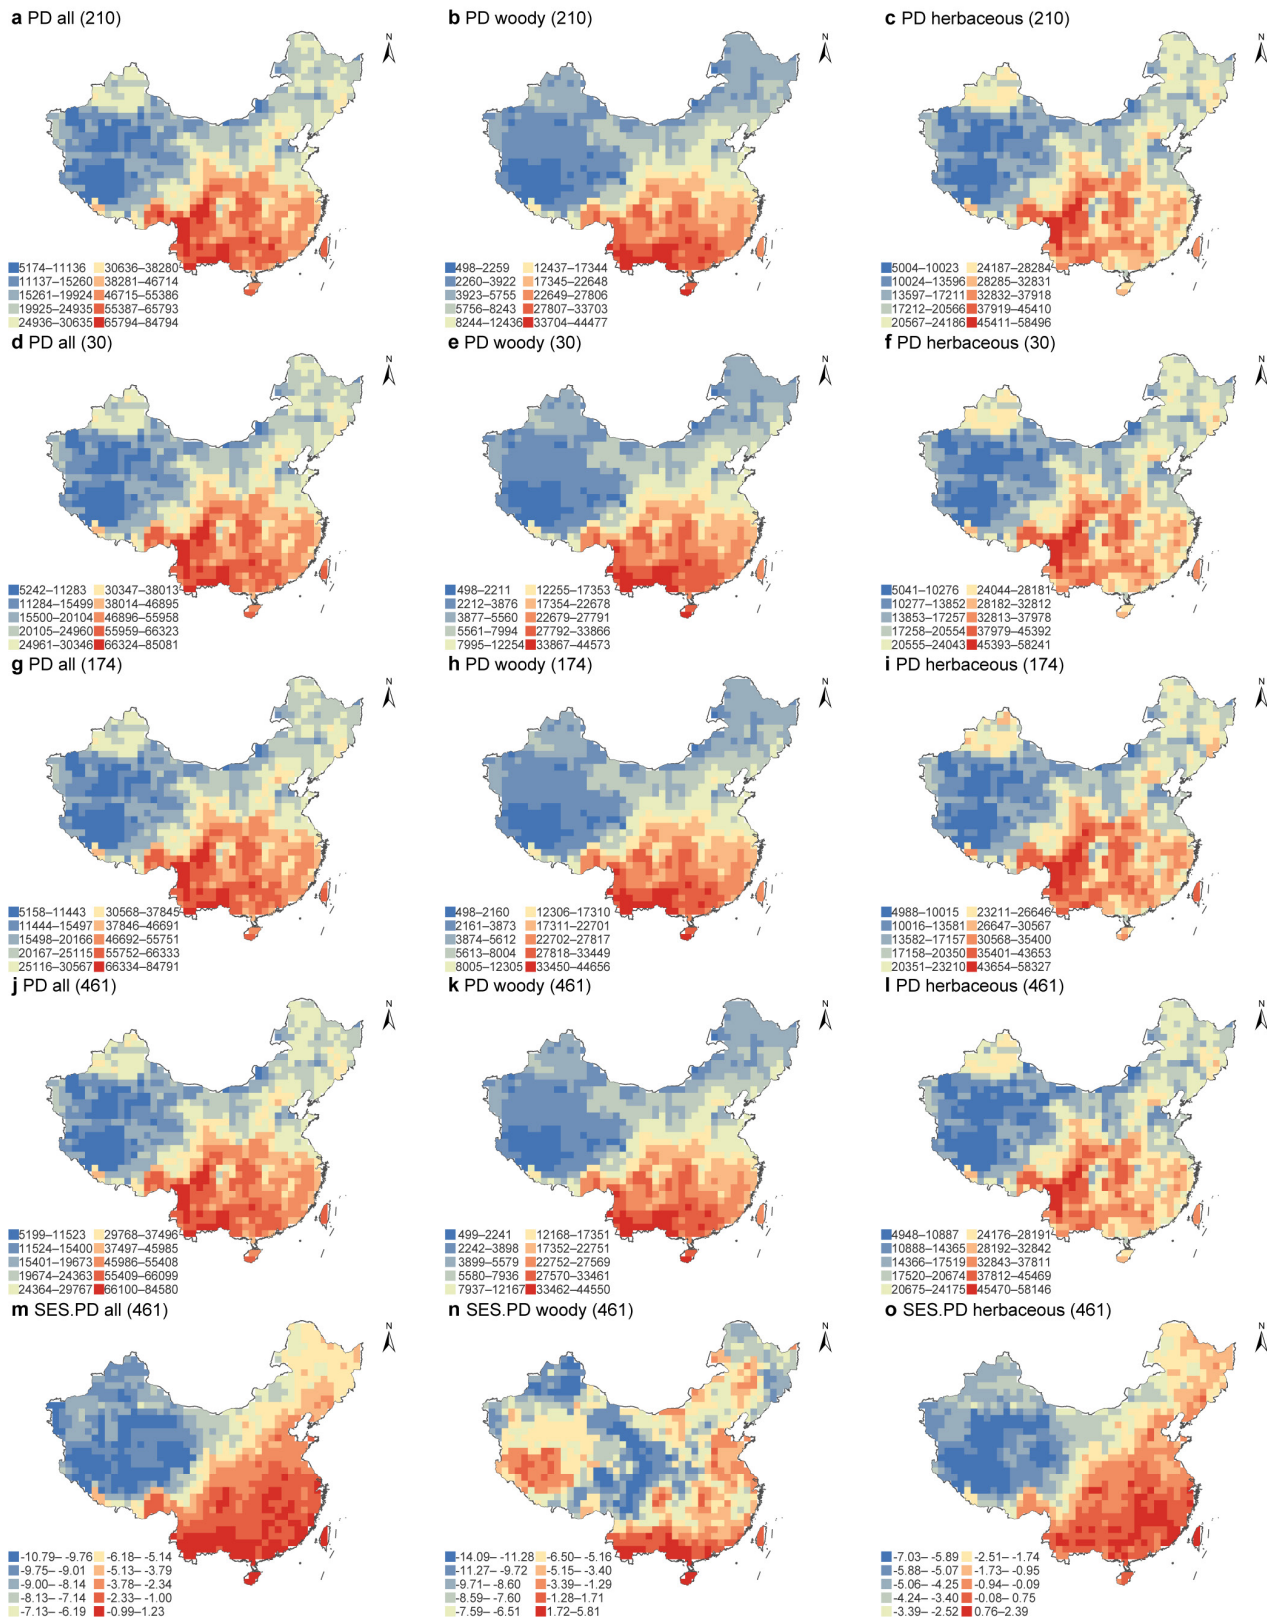 a PD all (210)
N
5174–11136 30636–38280
11137–15260 38281–46714
15261–19924 46715–55386
19925–24935 55387–65793
24936–30635 65794–84794
b PD woody (210)
N
498–2259 12437–17344
2260–3922 17345–22648
3923–5755 22649–27806
5756–8243 27807–33703
8244–12436 33704–44477
c PD herbaceous (210)
N
5004–10023 24187–28284
10024–13596 28285–32831
13597–17211 32832–37918
17212–20566 37919–45410
20567–24186 45411–58496
d PD all (30)
N
5242–11283 30347–38013
11284–15499 38014–46895
15500–20104 46896–55958
20105–24960 55959–66323
24961–30346 66324–85081
e PD woody (30)
N
498–2211 12255–17353
2212–3876 17354–22678
3877–5560 22679–27791
5561–7994 27792–33866
7995–12254 33867–44573
f PD herbaceous (30)
N
5041–10276 24044–28181
10277–13852 28182–32812
13853–17257 32813–37978
17258–20554 37979–45392
20555–24043 45393–58241
g PD all (174)
N
5158–11443 30568–37845
11444–15497 37846–46691
15498–20166 46692–55751
20167–25115 55752–66333
25116–30567 66334–84791
h PD woody (174)
N
498–2160 12306–17310
2161–3873 17311–22701
3874–5612 22702–27817
5613–8004 27818–33449
8005–12305 33450–44656
i PD herbaceous (174)
N
4988–10015 23211–26646
10016–13581 26647–30567
13582–17157 30568–35400
17158–20350 35401–43653
20351–23210 43654–58327
j PD all (461)
N
5199–11523 29768–37496
11524–15400 37497–45985
15401–19673 45986–55408
19674–24363 55409–66099
24364–29767 66100–84580
k PD woody (461)
N
499–2241 12168–17351
2242–3898 17352–22751
3899–5579 22752–27569
5580–7936 27570–33461
7937–12167 33462–44550
l PD herbaceous (461)
N
4948–10887 24176–28191
10888–14365 28192–32842
14366–17519 32843–37811
17520–20674 37812–45469
20675–24175 45470–58146
m SES.PD all (461)
N
-10.79– -9.76 -6.18– -5.14
-9.75– -9.01 -5.13– -3.79
-9.00– -8.14 -3.78– -2.34
-8.13– -7.14 -2.33– -1.00
-7.13– -6.19 -0.99–1.23
n SES.PD woody (461)
N
-14.09– -11.28 -6.50– -5.16
-11.27– -9.72 -5.15– -3.40
-9.71– -8.60 -3.39– -1.29
-8.59– -7.60 -1.28–1.71
-7.59– -6.51 1.72–5.81
o SES.PD herbaceous (461)
N
-7.03– -5.89 -2.51– -1.74
-5.88– -5.07 -1.73– -0.95
-5.06– -4.25 -0.94– -0.09
-4.24– -3.40 -0.08– 0.75
-3.39– -2.52 0.76–2.39